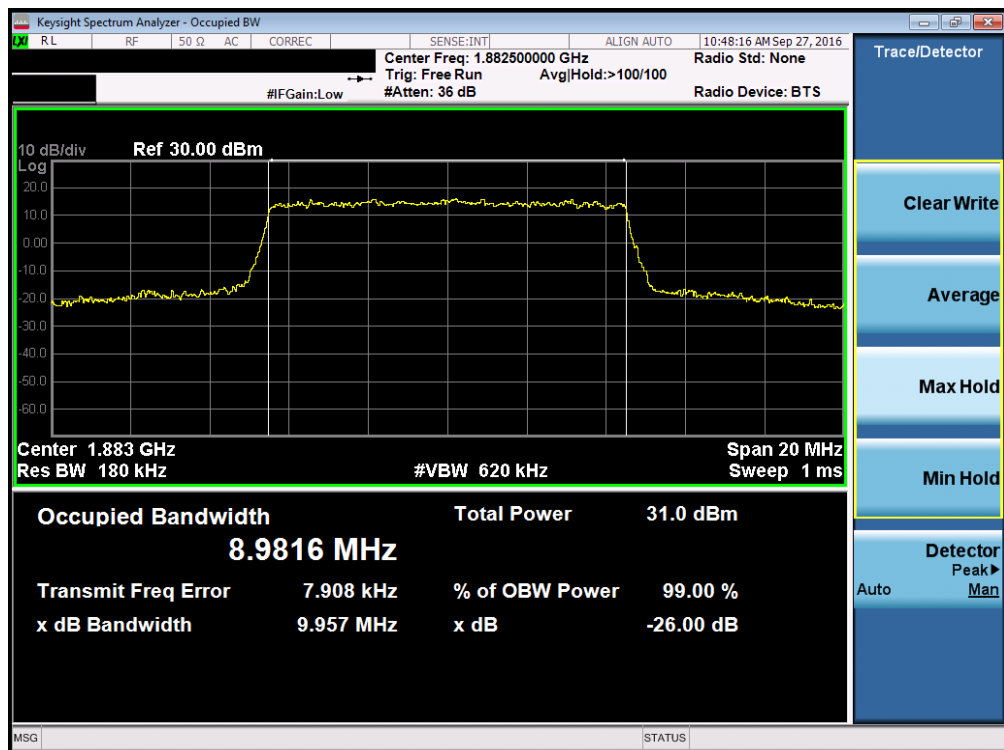 Keysight Spectrum Analyzer - Occupied BW
LXI RL RF 50 Ω AC CORREC SENSE:INT ALIGN AUTO 10:48:16 AM Sep 27, 2016
Center Freq: 1.882500000 GHz Radio Std: None
Trig: Free Run Avg|Hold:>100/100
#IFGain:Low #Atten: 36 dB Radio Device: BTS
10 dB/div Ref 30.00 dBm
Log
20.0
10.0
0.00
-10.0
-20.0
-30.0
-40.0
-50.0
-60.0
Center 1.883 GHz Span 20 MHz
Res BW 180 kHz #VBW 620 kHz Sweep 1 ms
Occupied Bandwidth Total Power 31.0 dBm
8.9816 MHz
Transmit Freq Error 7.908 kHz % of OBW Power 99.00 %
x dB Bandwidth 9.957 MHz x dB -26.00 dB
MSG STATUS
Trace/Detector
Clear Write
Average
Max Hold
Min Hold
Detector
Peak▶
Auto Man